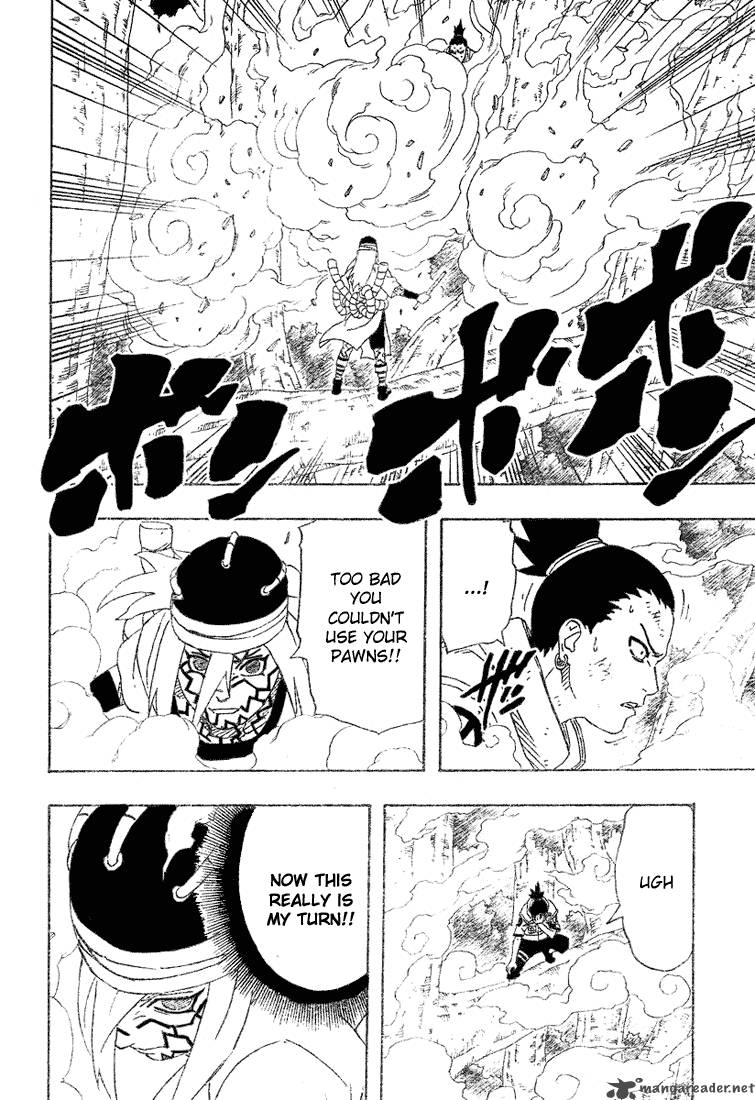 ボン
ボボン
...!
TOO BAD
YOU
COULDN'T
USE YOUR
PAWNS!!
UGH
NOW THIS
REALLY IS
MY TURN!!
mangareader.net